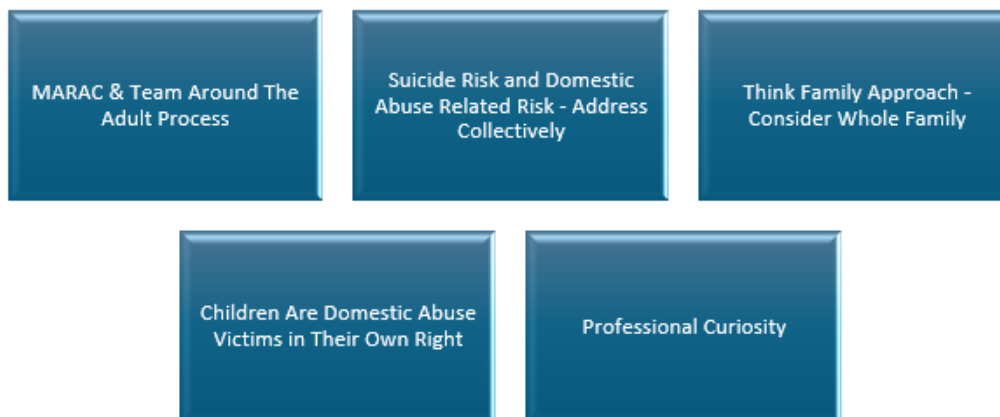 MARAC & Team Around The
Adult Process
Suicide Risk and Domestic
Abuse Related Risk - Address
Collectively
Think Family Approach -
Consider Whole Family
Children Are Domestic Abuse
Victims in Their Own Right
Professional Curiosity